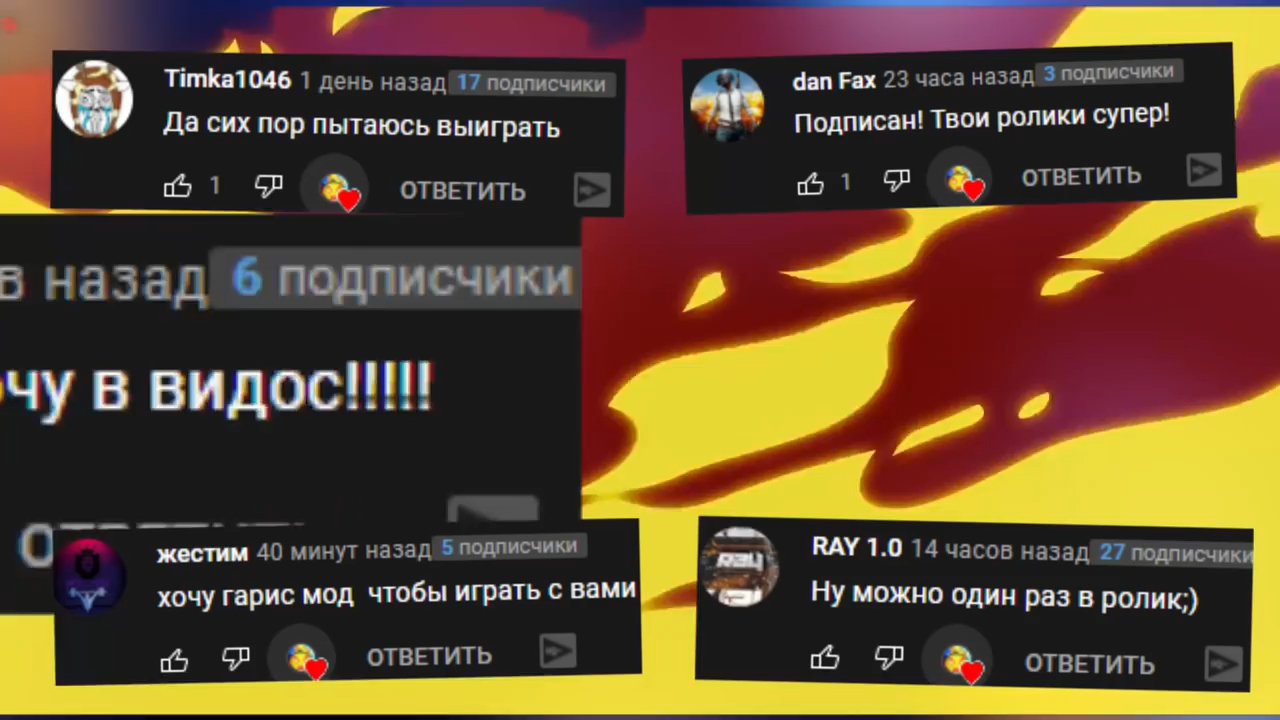 Timka1046 1 день назад 17 подписчики
Да сих пор пытаюсь выиграть
1 ОТВЕТИТЬ
dan Fax 23 часа назад 3 подписчики
Подписан! Твои ролики супер!
1 ОТВЕТИТЬ
назад 6 подписчики
в видос!!!!!
жестим 40 минут назад 5 подписчики
хочу гарис мод чтобы играть с вами
ОТВЕТИТЬ
RAY 1.0 14 часов назад 27 подписчики
Ну можно один раз в ролик;)
ОТВЕТИТЬ